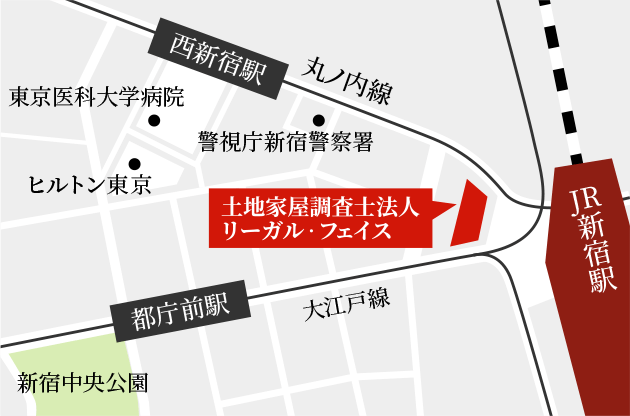 西新宿駅
丸ノ内線
東京医科大学病院
警視庁新宿警察署
ヒルトン東京
土地家屋調査士法人
リーガル・フェイス
JR新宿駅
都庁前駅
大江戸線
新宿中央公園